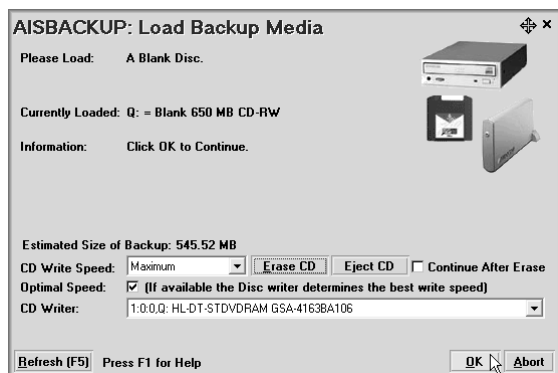 AISBACKUP: Load Backup Media
Please Load: A Blank Disc.
Currently Loaded: Q: = Blank 650 MB CD-RW
Information: Click OK to Continue.
Estimated Size of Backup: 545.52 MB
CD Write Speed: Maximum Erase CD Eject CD Continue After Erase
Optimal Speed: (If available the Disc writer determines the best write speed)
CD Writer: 1:0:0,Q: HL-DT-STDVDRAM GSA-4163BA106
Refresh (F5) Press F1 for Help OK Abort